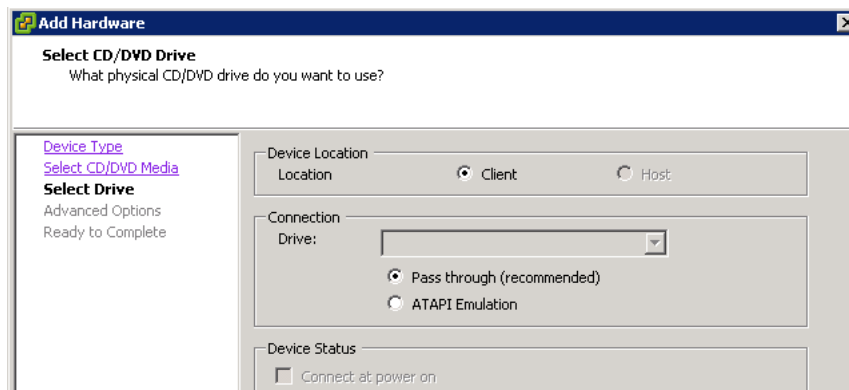 Add Hardware
Select CD/DVD Drive
What physical CD/DVD drive do you want to use?
Device Type
Select CD/DVD Media
Select Drive
Advanced Options
Ready to Complete
Device Location
Location Client Host
Connection
Drive:
Pass through (recommended)
ATAPI Emulation
Device Status
Connect at power on